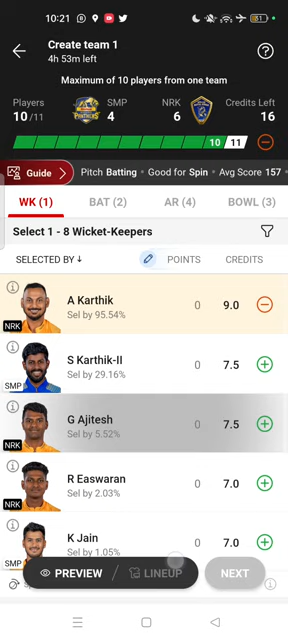 10:21
51
Create team 1
4h 53m left
Maximum of 10 players from one team
Players SMP NRK Credits Left
10/11 4 6 16
10 11
Guide Pitch Batting Good for Spin Avg Score 157
WK (1) BAT (2) AR (4) BOWL (3)
Select 1 - 8 Wicket-Keepers
SELECTED BY POINTS CREDITS
A Karthik
Sel by 95.54%
0 9.0
NRK
S Karthik-II
Sel by 29.16%
0 7.5
SMP
G Ajitesh
Sel by 5.52%
0 7.5
NRK
R Easwaran
Sel by 2.03%
0 7.0
NRK
K Jain
Sel by 1.05%
0 7.0
SMP
PREVIEW / LINEUP NEXT